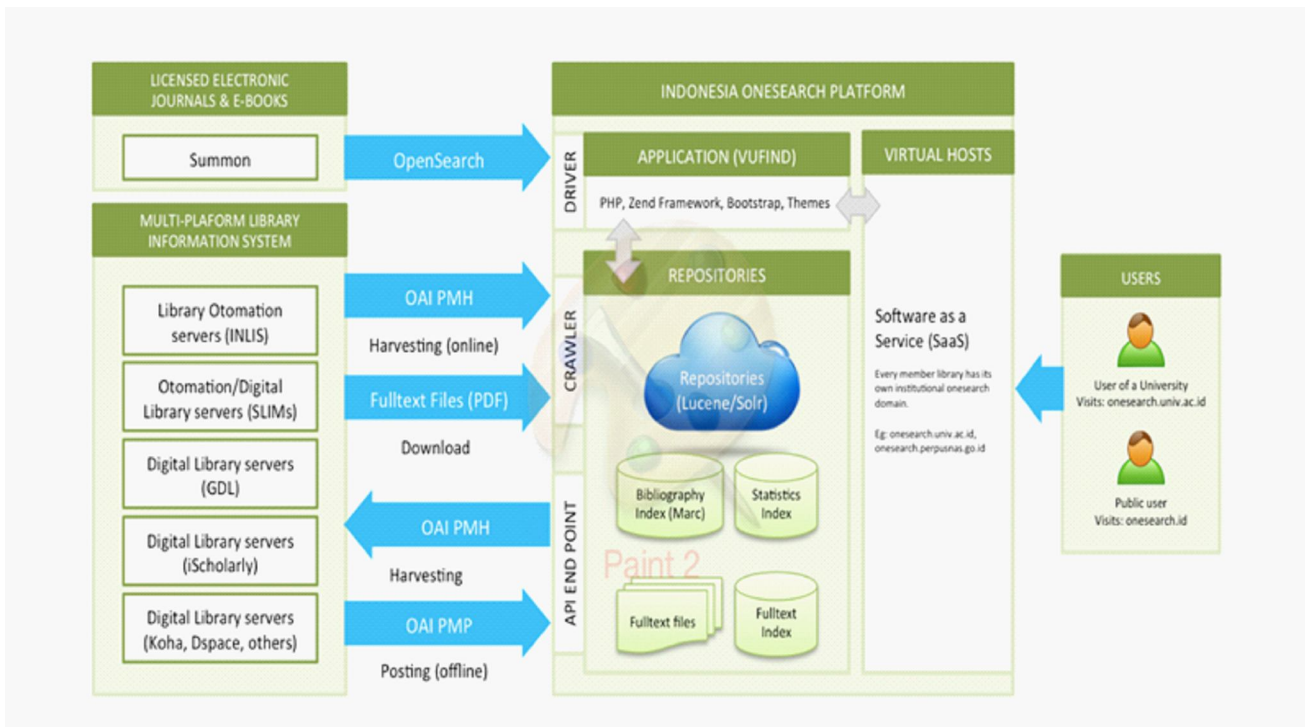 LICENSED ELECTRONIC
JOURNALS & E-BOOKS
Summon
MULTI-PLAFORM LIBRARY
INFORMATION SYSTEM
Library Otomation
servers (INLIS)
Otomation/Digital
Library servers (SLIMs)
Digital Library servers
(GDL)
Digital Library servers
(iScholarly)
Digital Library servers
(Koha, Dspace, others)
OpenSearch
OAI PMH
Harvesting (online)
Fulltext Files (PDF)
Download
OAI PMH
Harvesting
OAI PMP
Posting (offline)
INDONESIA ONESEARCH PLATFORM
DRIVER
CRAWLER
API END POINT
APPLICATION (VUFIND)
PHP, Zend Framework, Bootstrap, Themes
REPOSITORIES
Repositories
(Lucene/Solr)
Bibliography
Index (Marc)
Statistics
Index
Paint 2
Fulltext files
Fulltext
Index
VIRTUAL HOSTS
Software as a
Service (SaaS)
Every member library has its
own institutional onesearch
domain.
Eg: onesearch.univ.ac.id,
onesearch.perpusnas.go.id
USERS
User of a University
Visits: onesearch.univ.ac.id
Public user
Visits: onesearch.id